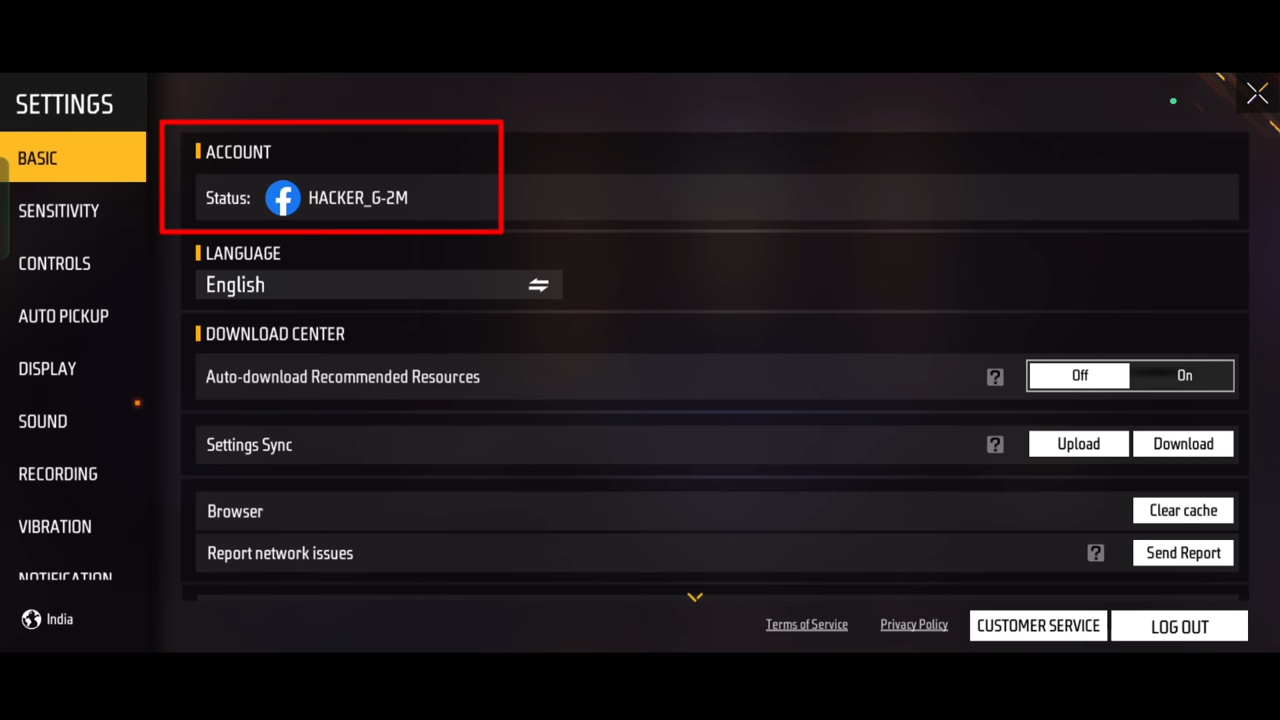 SETTINGS
BASIC
SENSITIVITY
CONTROLS
AUTO PICKUP
DISPLAY
SOUND
RECORDING
VIBRATION
NOTIFICATION
India
ACCOUNT
Status: HACKER_G-2M
LANGUAGE
English
DOWNLOAD CENTER
Auto-download Recommended Resources ? Off On
Settings Sync ? Upload Download
Browser Clear cache
Report network issues ? Send Report
Terms of Service Privacy Policy CUSTOMER SERVICE LOG OUT